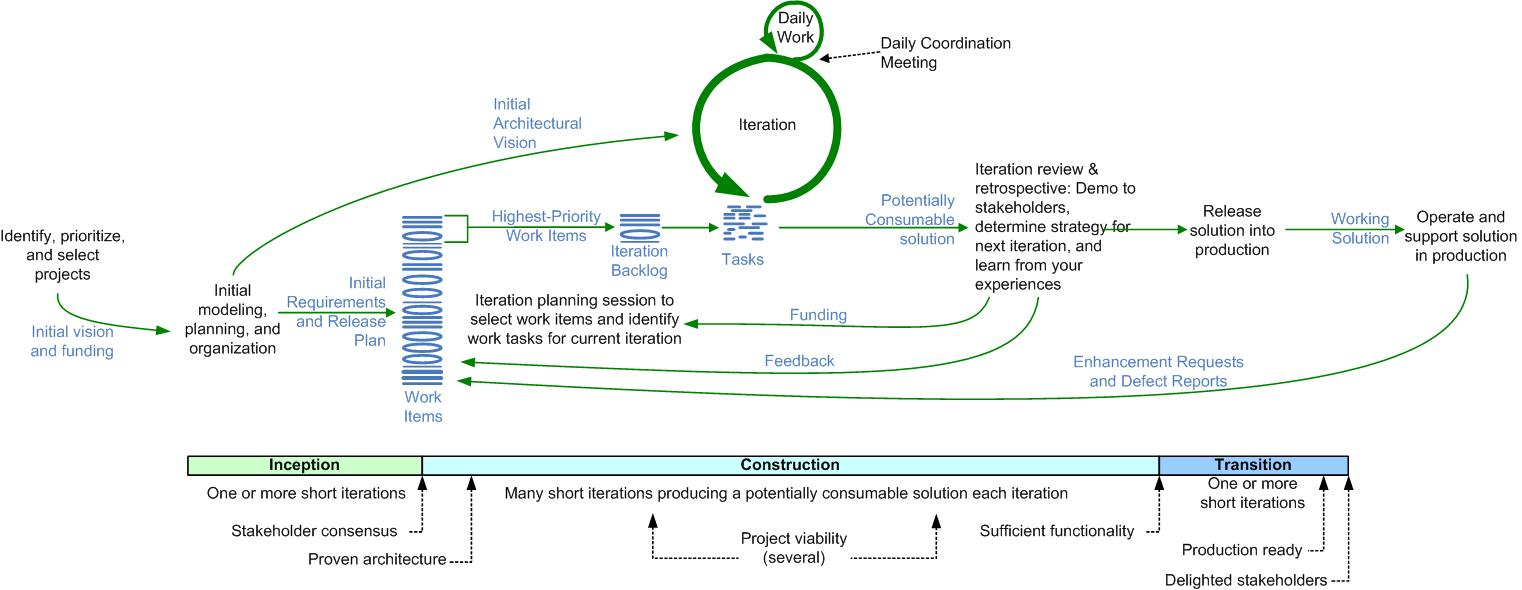 Daily
Work
Daily Coordination
Meeting
Iteration
Initial
Architectural
Vision
Identify, prioritize,
and select
projects
Initial vision
and funding
Initial
modeling,
planning, and
organization
Initial
Requirements
and Release
Plan
Work
Items
Highest-Priority
Work Items
Iteration
Backlog
Tasks
Potentially
Consumable
solution
Iteration review &
retrospective: Demo to
stakeholders,
determine strategy for
next iteration, and
learn from your
experiences
Release
solution into
production
Working
Solution
Operate and
support solution
in production
Iteration planning session to
select work items and identify
work tasks for current iteration
Funding
Feedback
Enhancement Requests
and Defect Reports
Inception
Construction
Transition
One or more short iterations
Many short iterations producing a potentially consumable solution each iteration
One or more
short iterations
Stakeholder consensus
Proven architecture
Project viability
(several)
Sufficient functionality
Production ready
Delighted stakeholders